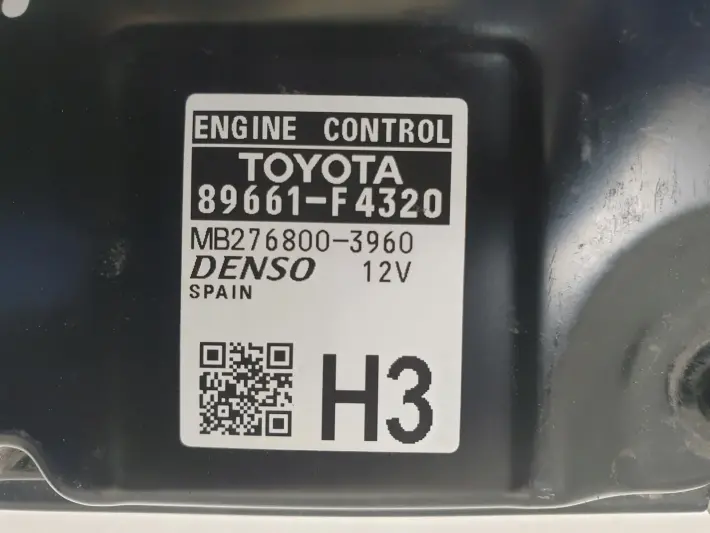 ENGINE CONTROL
TOYOTA
89661-F4320
MB276800-3960
DENSO 12V
SPAIN
H3